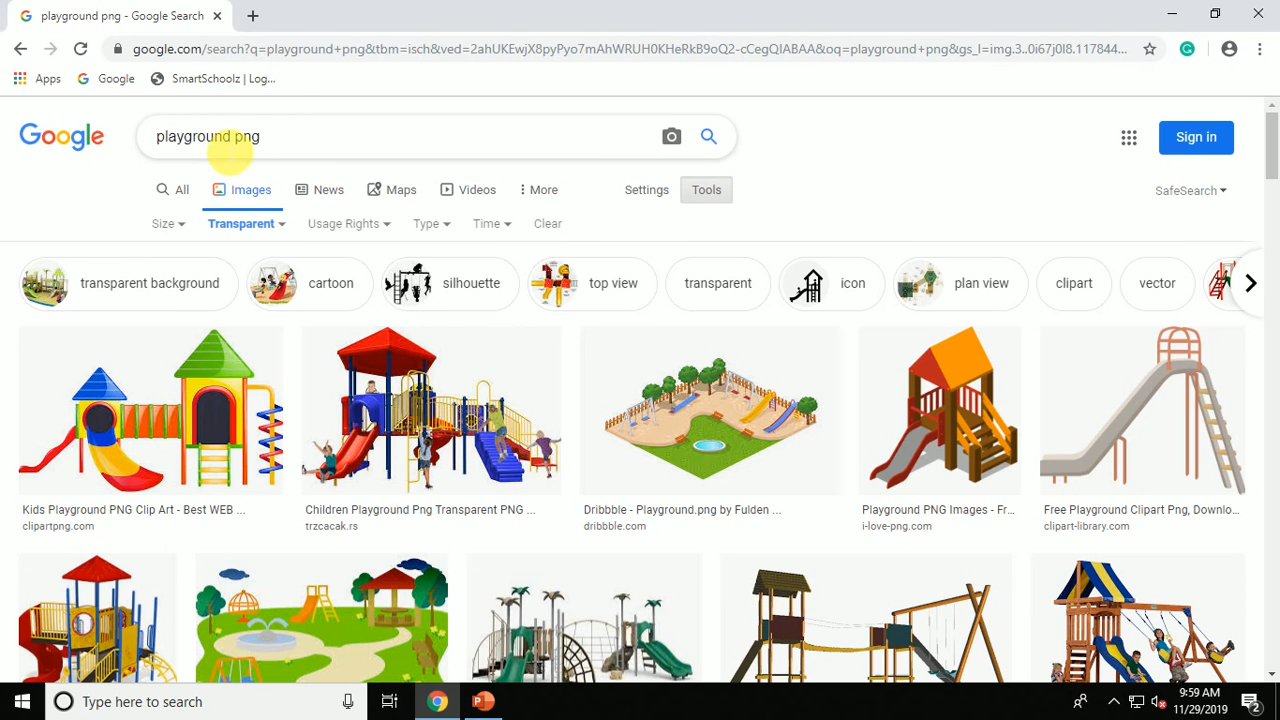 playground png - Google Search
google.com/search?q=playground+png&tbm=isch&ved=2ahUKEwjX8pyPyo7mAhWRUH0KHeRkB9oQ2-cCegQIABAA&oq=playground+png&gs_l=img.3..0i67j0l8.117844...
Apps Google SmartSchoolz | Log...
Google playground png Sign in
All Images News Maps Videos More Settings Tools SafeSearch
Size Transparent Usage Rights Type Time Clear
transparent background cartoon silhouette top view transparent icon plan view clipart vector
Kids Playground PNG Clip Art - Best WEB ...
clipartpng.com
Children Playground Png Transparent PNG ...
trzcacak.rs
Dribbble - Playground.png by Fulden ...
dribbble.com
Playground PNG Images - Fr...
i-love-png.com
Free Playground Clipart Png, Downlo...
clipart-library.com
Type here to search
9:59 AM
11/29/2019
2